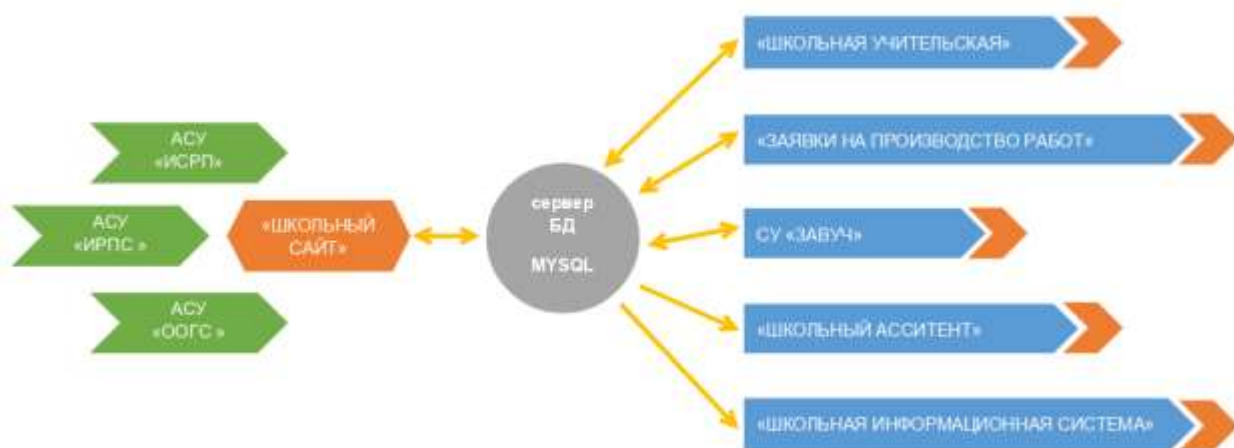 АСУ
«ИСРП»
АСУ
«ИРПС »
АСУ
«ООГС »
«ШКОЛЬНЫЙ
САЙТ»
сервер
БД
MYSQL
«ШКОЛЬНАЯ УЧИТЕЛЬСКАЯ»
«ЗАЯВКИ НА ПРОИЗВОДСТВО РАБОТ»
СУ «ЗАВУЧ»
«ШКОЛЬНЫЙ АССИТЕНТ»
«ШКОЛЬНАЯ ИНФОРМАЦИОННАЯ СИСТЕМА»